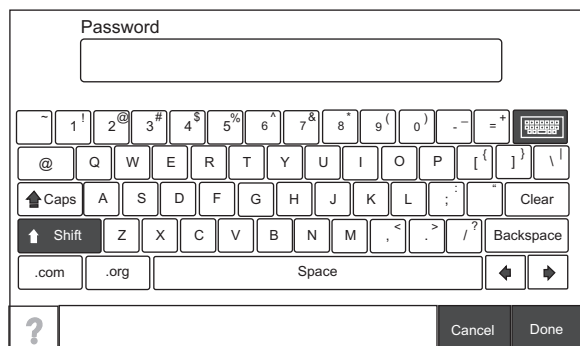 Password
~ 1 ! 2 @ 3 # 4 $ 5 % 6 ^ 7 & 8 * 9 ( 0 ) - _ = +
@ Q W E R T Y U I O P [ { ] } \ |
Caps A S D F G H J K L ; : " Clear
Shift Z X C V B N M , < . > / ? Backspace
.com .org Space
? Cancel Done